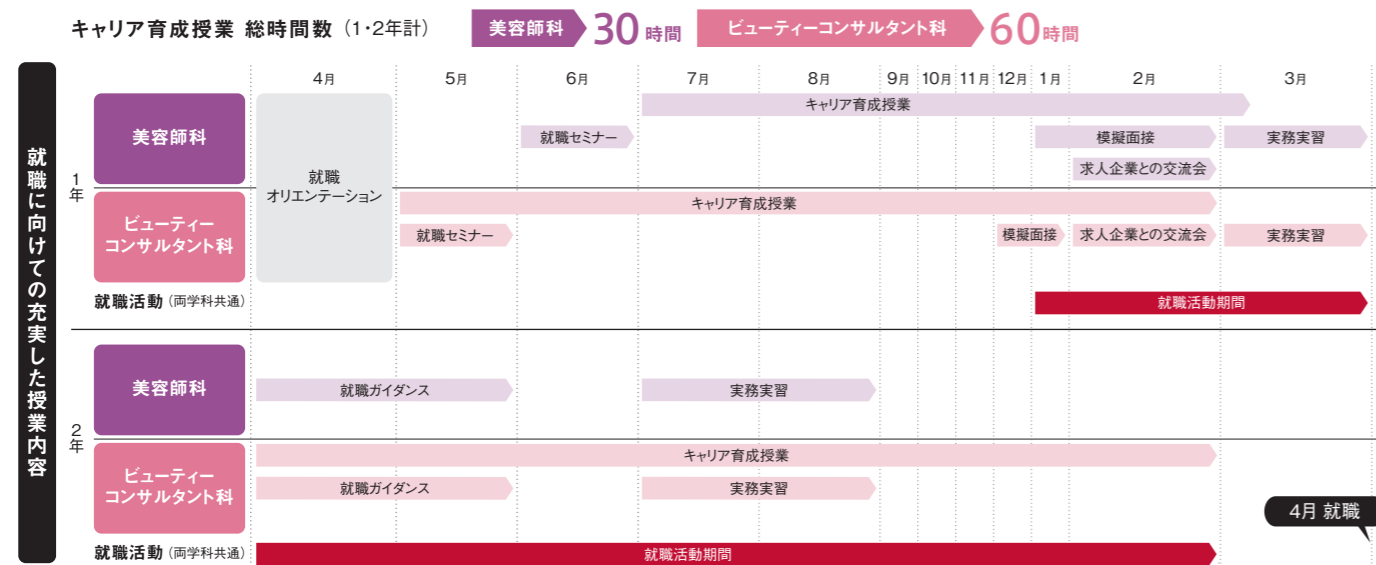 キャリア育成授業 総時間数（1・2年計）
美容師科 30時間
ビューティーコンサルタント科 60時間
就職に向けての充実した授業内容
4月 5月 6月 7月 8月 9月 10月 11月 12月 1月 2月 3月
1年
美容師科
就職
オリエンテーション
キャリア育成授業
就職セミナー
模擬面接
実務実習
求人企業との交流会
ビューティー
コンサルタント科
キャリア育成授業
就職セミナー
模擬面接
求人企業との交流会
実務実習
就職活動（両学科共通）
就職活動期間
2年
美容師科
就職ガイダンス
実務実習
ビューティー
コンサルタント科
キャリア育成授業
就職ガイダンス
実務実習
4月 就職
就職活動（両学科共通）
就職活動期間